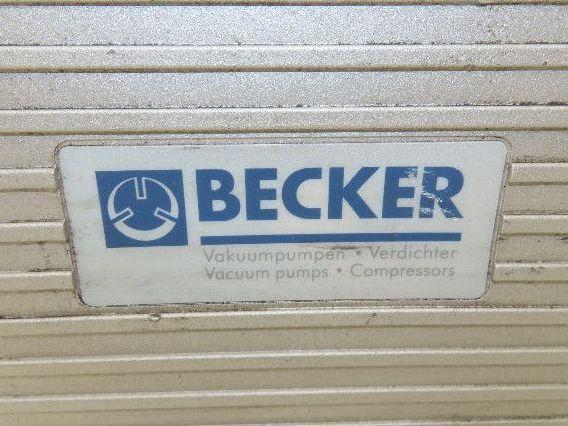 BECKER
Vakuumpumpen • Verdichter
Vacuum pumps • Compressors